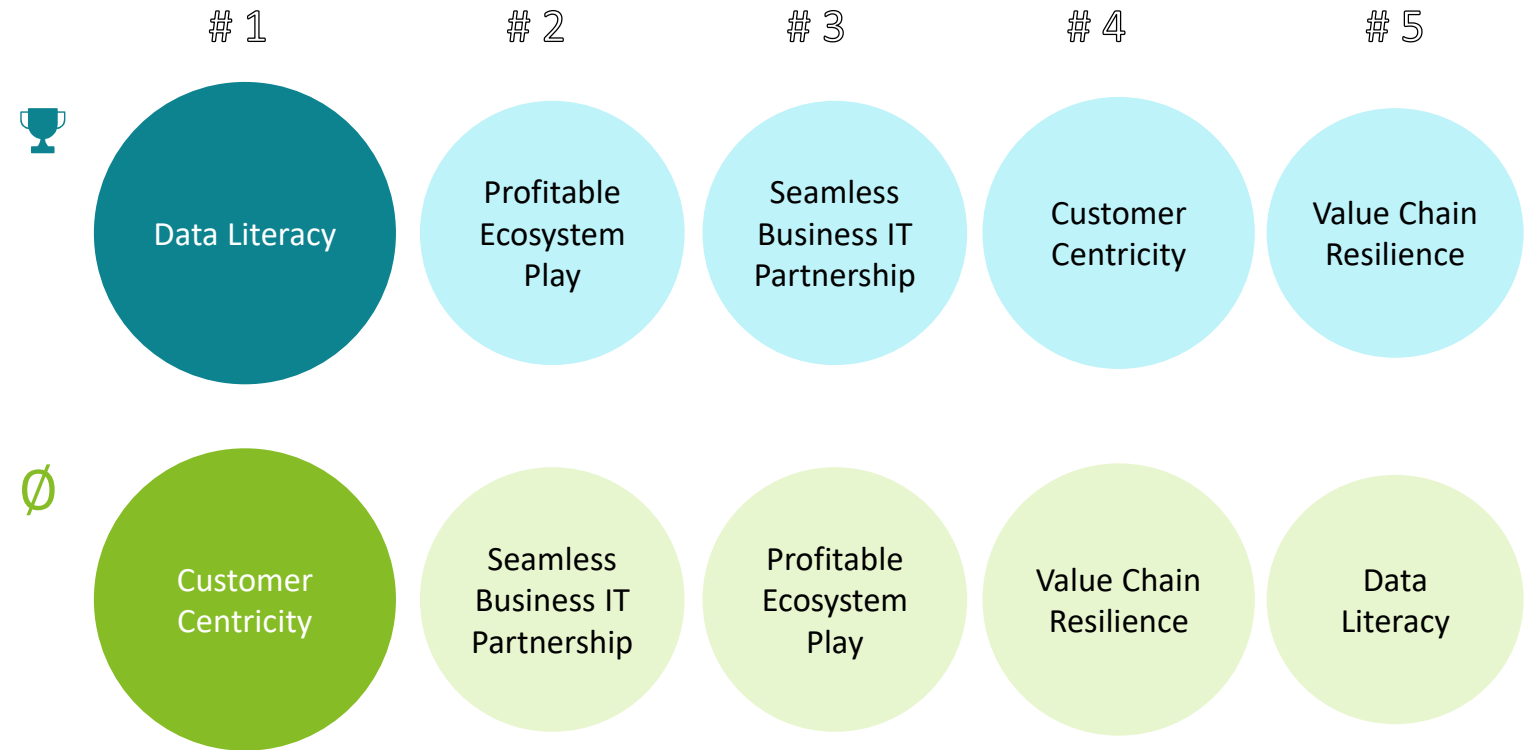 # 1 # 2 # 3 # 4 # 5
Data Literacy
Profitable
Ecosystem
Play
Seamless
Business IT
Partnership
Customer
Centricity
Value Chain
Resilience
Ø
Customer
Centricity
Seamless
Business IT
Partnership
Profitable
Ecosystem
Play
Value Chain
Resilience
Data
Literacy